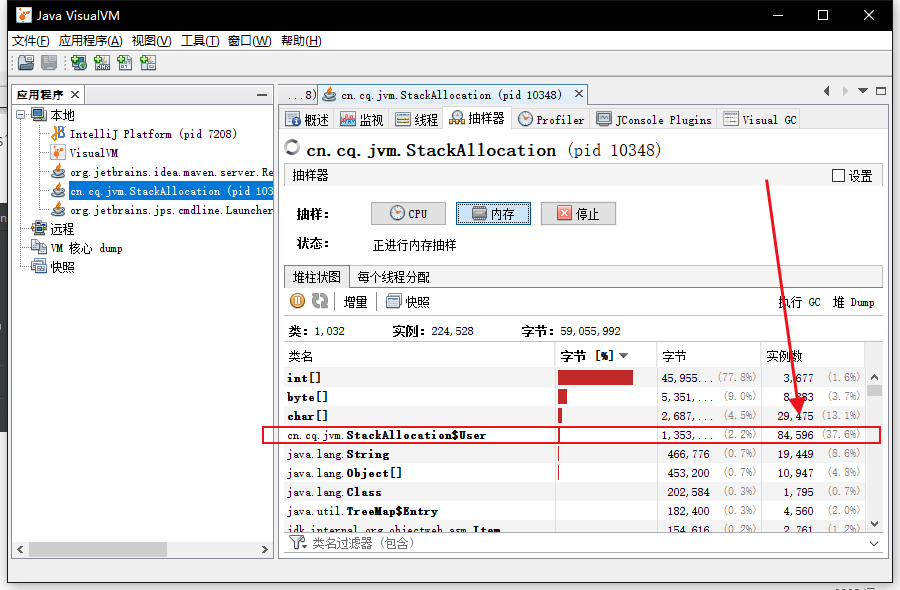 Java VisualVM
文件(F) 应用程序(A) 视图(V) 工具(T) 窗口(W) 帮助(H)
应用程序
本地
IntelliJ Platform (pid 7208)
VisualVM
org.jetbrains.idea.maven.server.Re
cn.cq.jvm.StackAllocation (pid 103
org.jetbrains.jps.cmdline.Launcher
远程
VM 核心 dump
快照
...8) cn.cq.jvm.StackAllocation (pid 10348)
概述 监视 线程 抽样器 Profiler JConsole Plugins Visual GC
cn.cq.jvm.StackAllocation (pid 10348)
抽样器 设置
抽样: CPU 内存 停止
状态: 正进行内存抽样
堆柱状图 每个线程分配
增量 快照 执行 GC 堆 Dump
类: 1,032 实例: 224,528 字节: 59,055,992
类名 字节 [%] 字节 实例数
int[] 45,955... (77.8%) 3,677 (1.6%)
byte[] 5,351,... (9.0%) (3.7%)
char[] 2,687,... (4.5%) 29,475 (13.1%)
cn.cq.jvm.StackAllocation$User 1,353,... (2.2%) 84,596 (37.6%)
java.lang.String 466,776 (0.7%) 19,449 (8.6%)
java.lang.Object[] 453,200 (0.7%) 10,947 (4.8%)
java.lang.Class 202,584 (0.3%) 1,795 (0.7%)
java.util.TreeMap$Entry 182,400 (0.3%) 4,560 (2.0%)
jdk.internal.org.objectweb.asm.Item 154,616 (0.2%) 2,761 (1.2%)
类名过滤器 (包含)